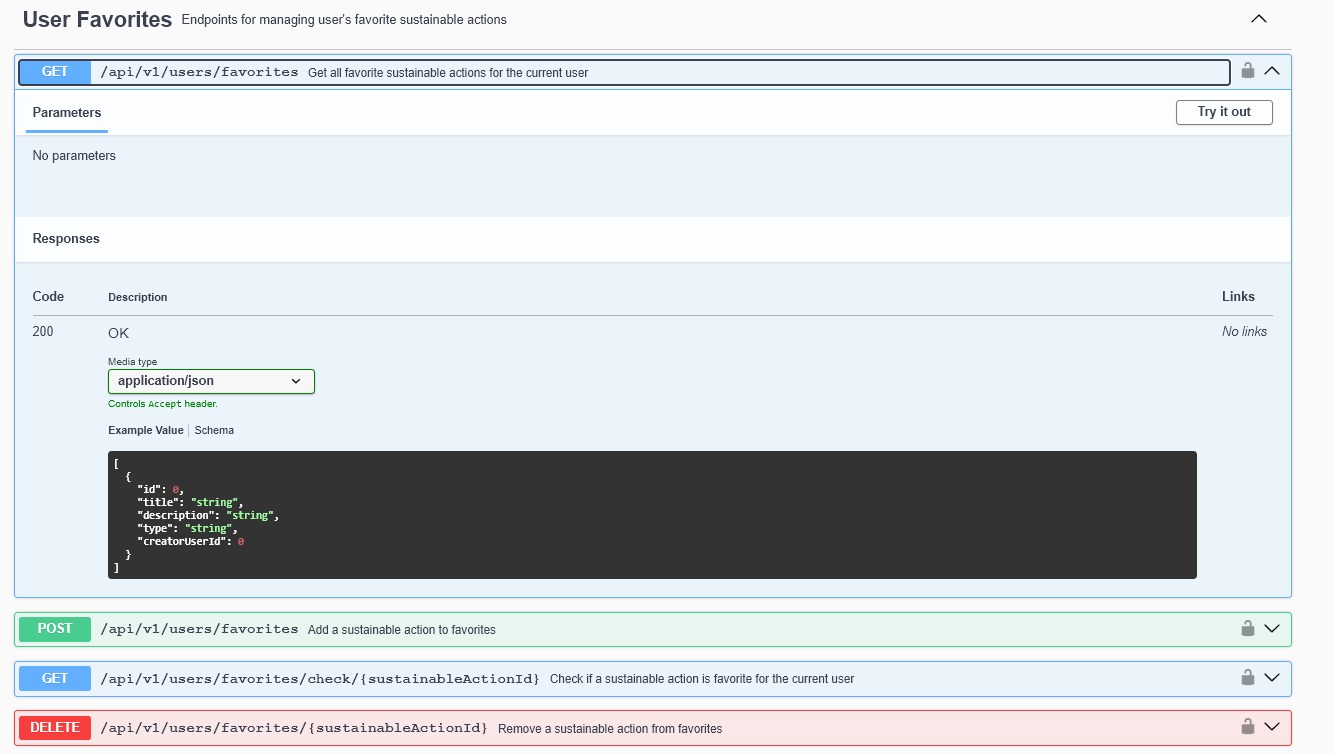 User Favorites Endpoints for managing user's favorite sustainable actions
GET /api/v1/users/favorites Get all favorite sustainable actions for the current user
Parameters Try it out
No parameters
Responses
Code Description Links
200 OK No links
Media type
application/json
Controls Accept header.
Example Value Schema
[
  {
    "id": 0,
    "title": "string",
    "description": "string",
    "type": "string",
    "creatorUserId": 0
  }
]
POST /api/v1/users/favorites Add a sustainable action to favorites
GET /api/v1/users/favorites/check/{sustainableActionId} Check if a sustainable action is favorite for the current user
DELETE /api/v1/users/favorites/{sustainableActionId} Remove a sustainable action from favorites